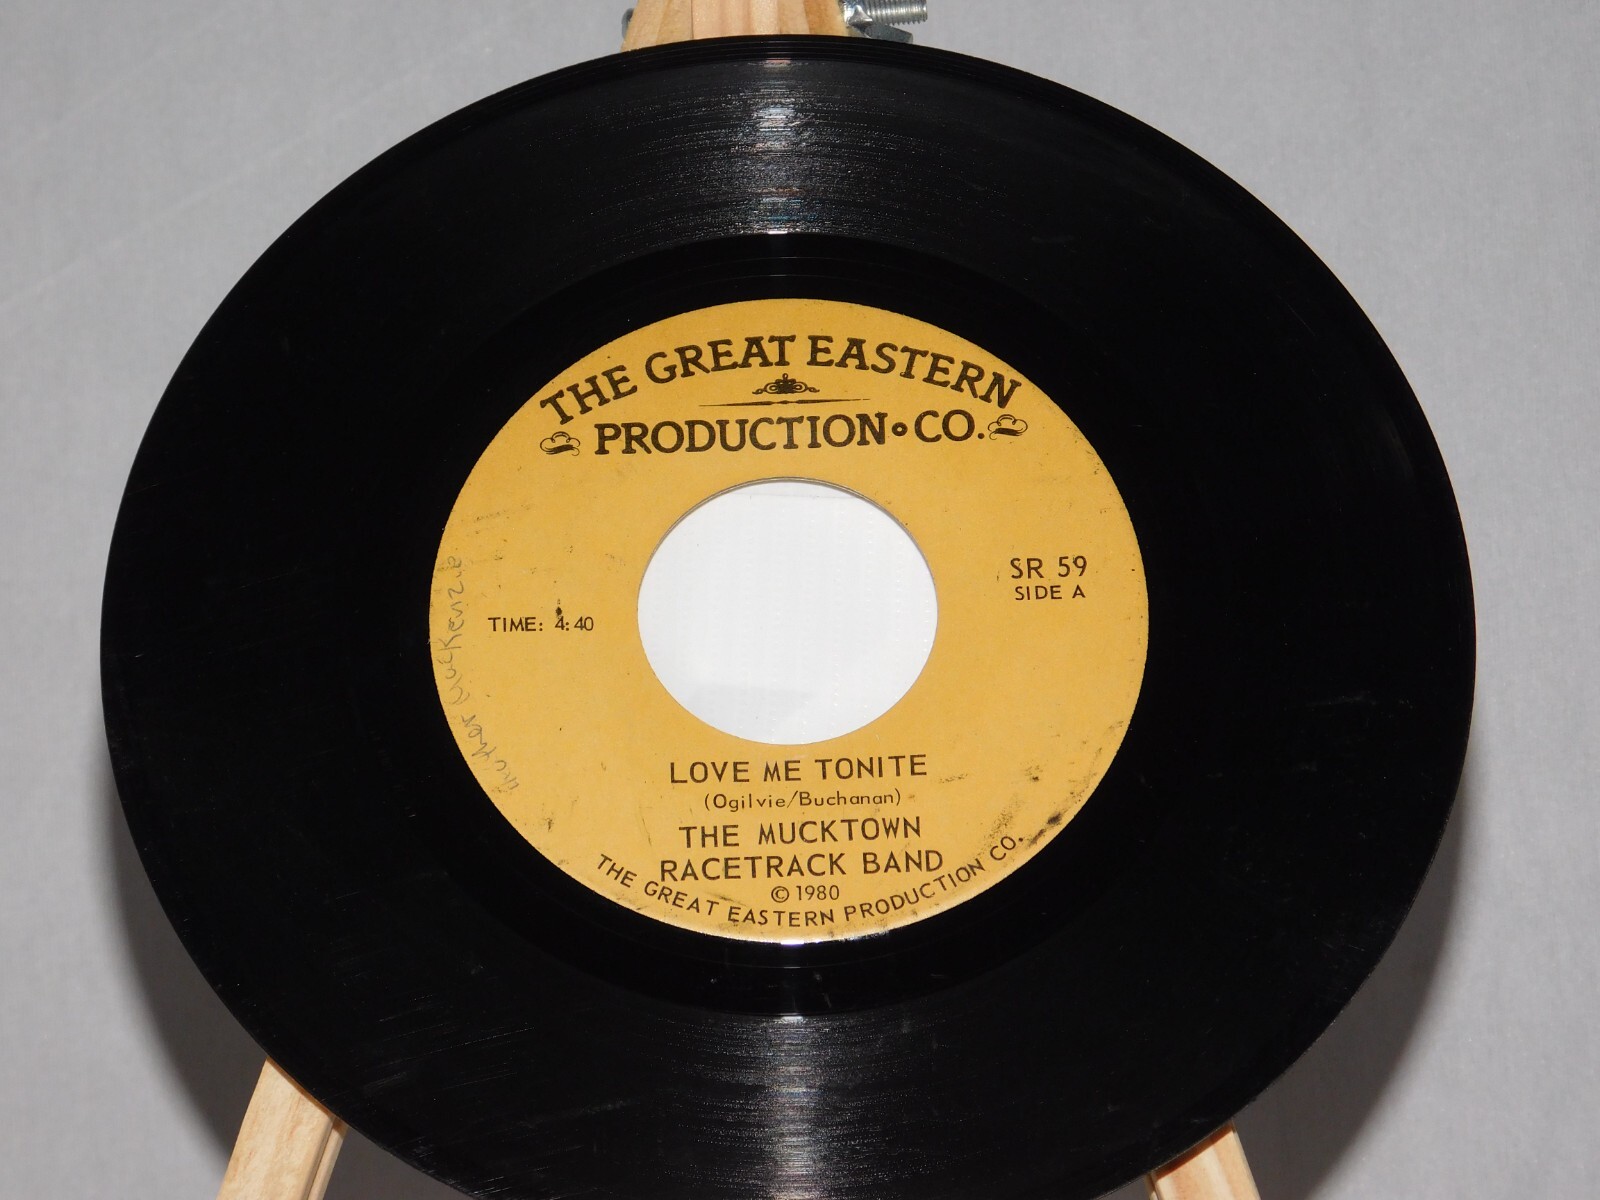 THE GREAT EASTERN
PRODUCTION • CO.
SR 59
SIDE A
TIME: 4:40
LOVE ME TONITE
(Ogilvie/Buchanan)
THE MUCKTOWN
RACETRACK BAND
© 1980
THE GREAT EASTERN PRODUCTION CO.